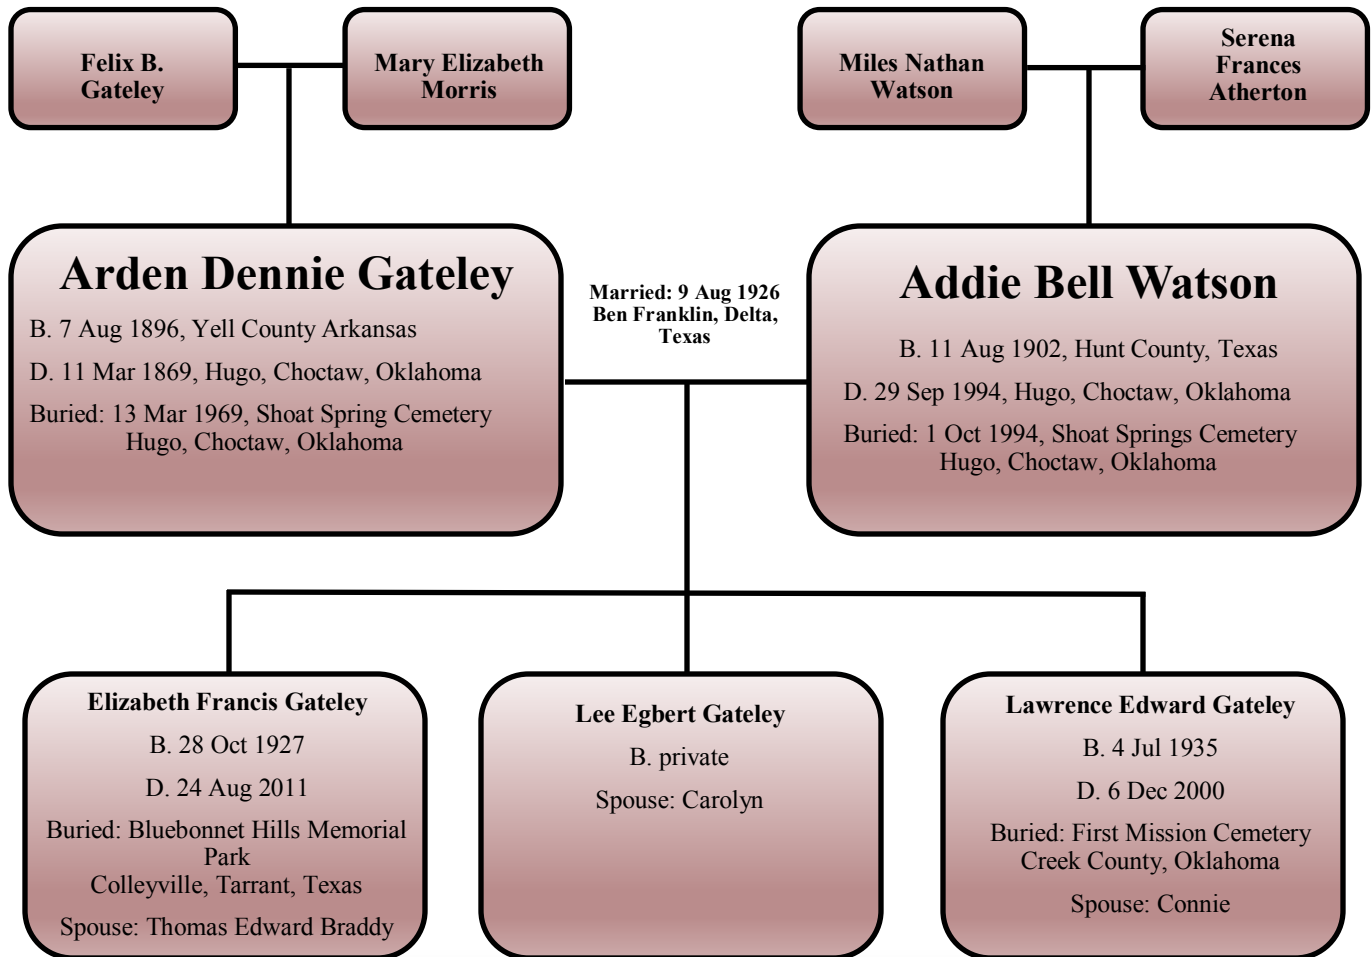 Felix B.
Gateley
Mary Elizabeth
Morris
Miles Nathan
Watson
Serena
Frances
Atherton
Arden Dennie Gateley
B. 7 Aug 1896, Yell County Arkansas
D. 11 Mar 1869, Hugo, Choctaw, Oklahoma
Buried: 13 Mar 1969, Shoat Spring Cemetery
Hugo, Choctaw, Oklahoma
Married: 9 Aug 1926
Ben Franklin, Delta,
Texas
Addie Bell Watson
B. 11 Aug 1902, Hunt County, Texas
D. 29 Sep 1994, Hugo, Choctaw, Oklahoma
Buried: 1 Oct 1994, Shoat Springs Cemetery
Hugo, Choctaw, Oklahoma
Elizabeth Francis Gateley
B. 28 Oct 1927
D. 24 Aug 2011
Buried: Bluebonnet Hills Memorial
Park
Colleyville, Tarrant, Texas
Spouse: Thomas Edward Braddy
Lee Egbert Gateley
B. private
Spouse: Carolyn
Lawrence Edward Gateley
B. 4 Jul 1935
D. 6 Dec 2000
Buried: First Mission Cemetery
Creek County, Oklahoma
Spouse: Connie